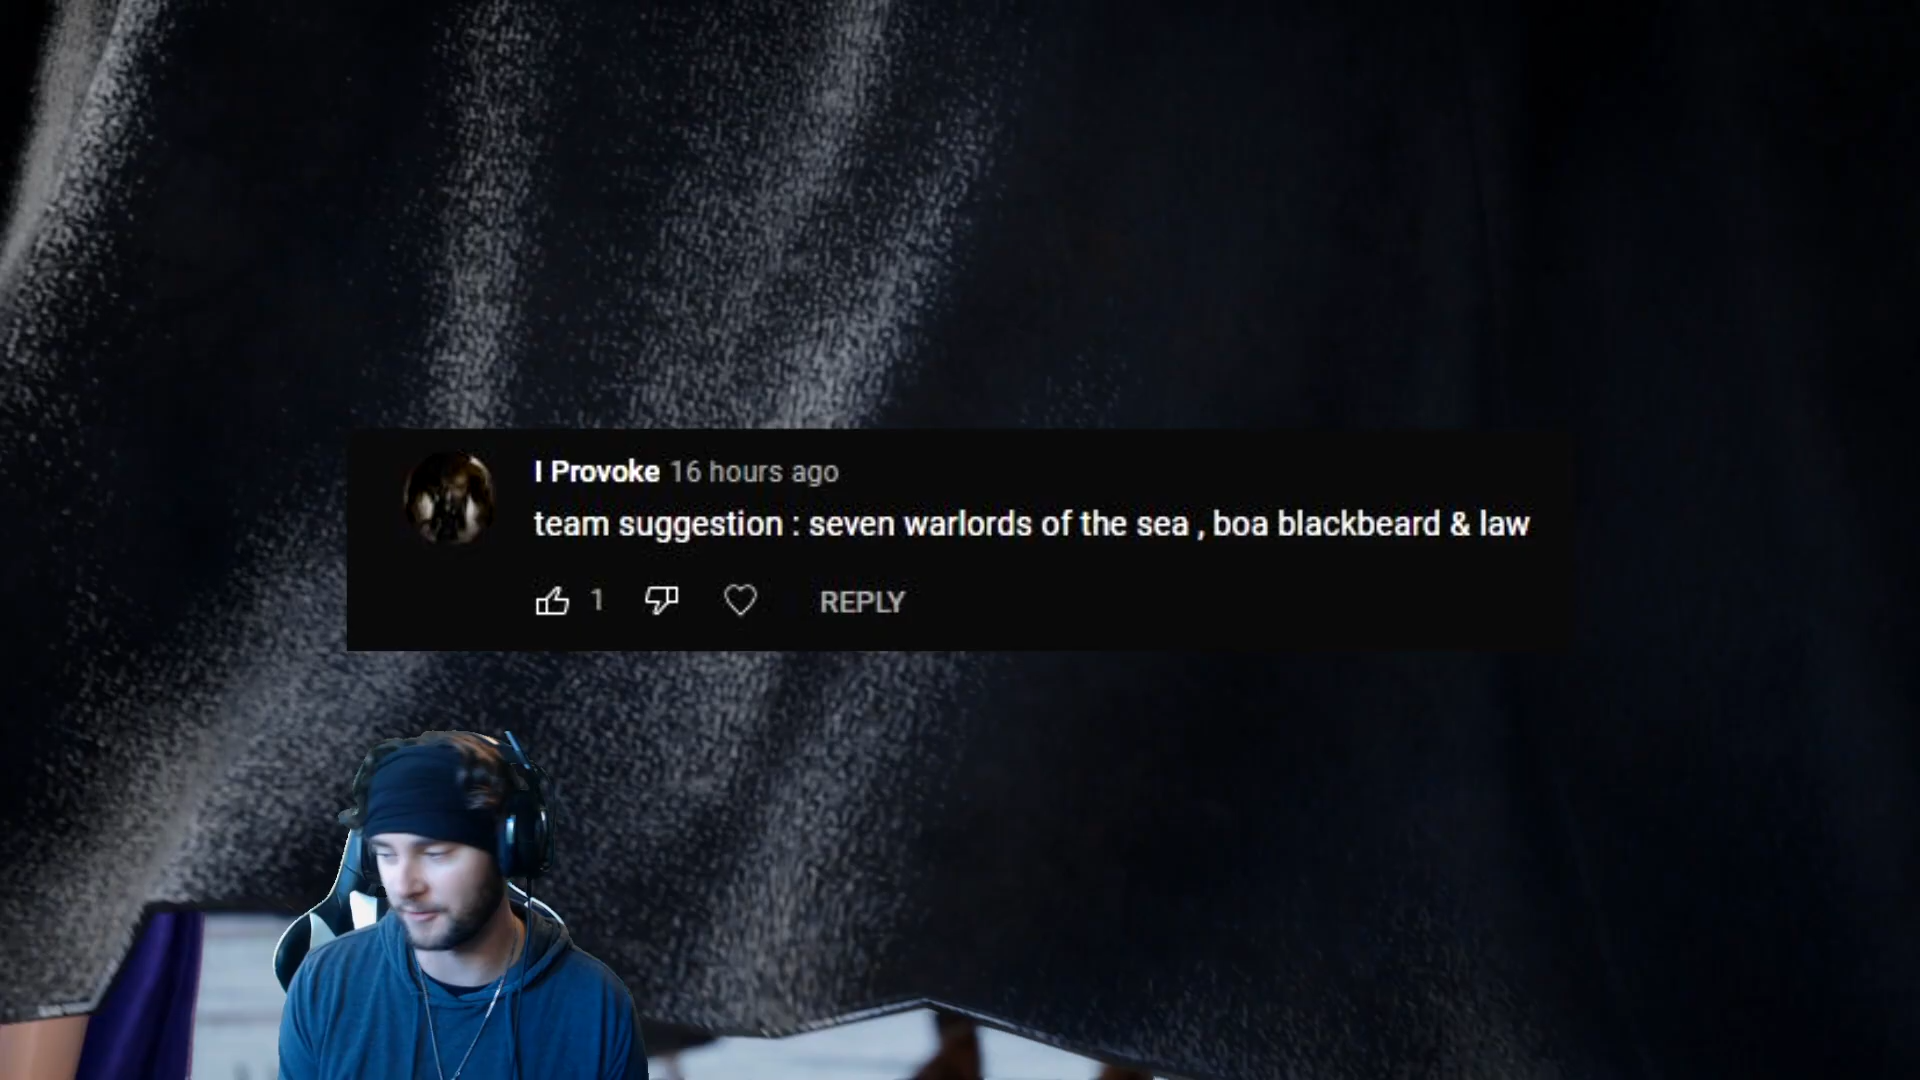 I Provoke 16 hours ago
team suggestion : seven warlords of the sea , boa blackbeard & law
1 REPLY